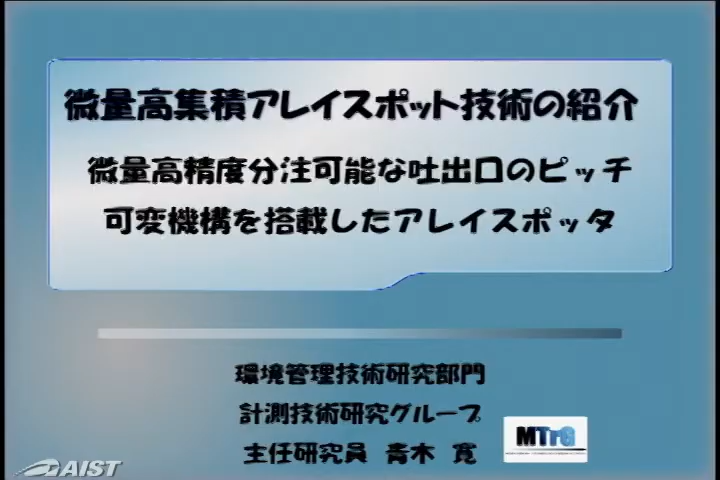 微量高集積アレイスポット技術の紹介
微量高精度分注可能な吐出口のピッチ
可変機構を搭載したアレイスポッタ
環境管理技術研究部門
計測技術研究グループ
主任研究員 青木 寛
MTrG
AIST